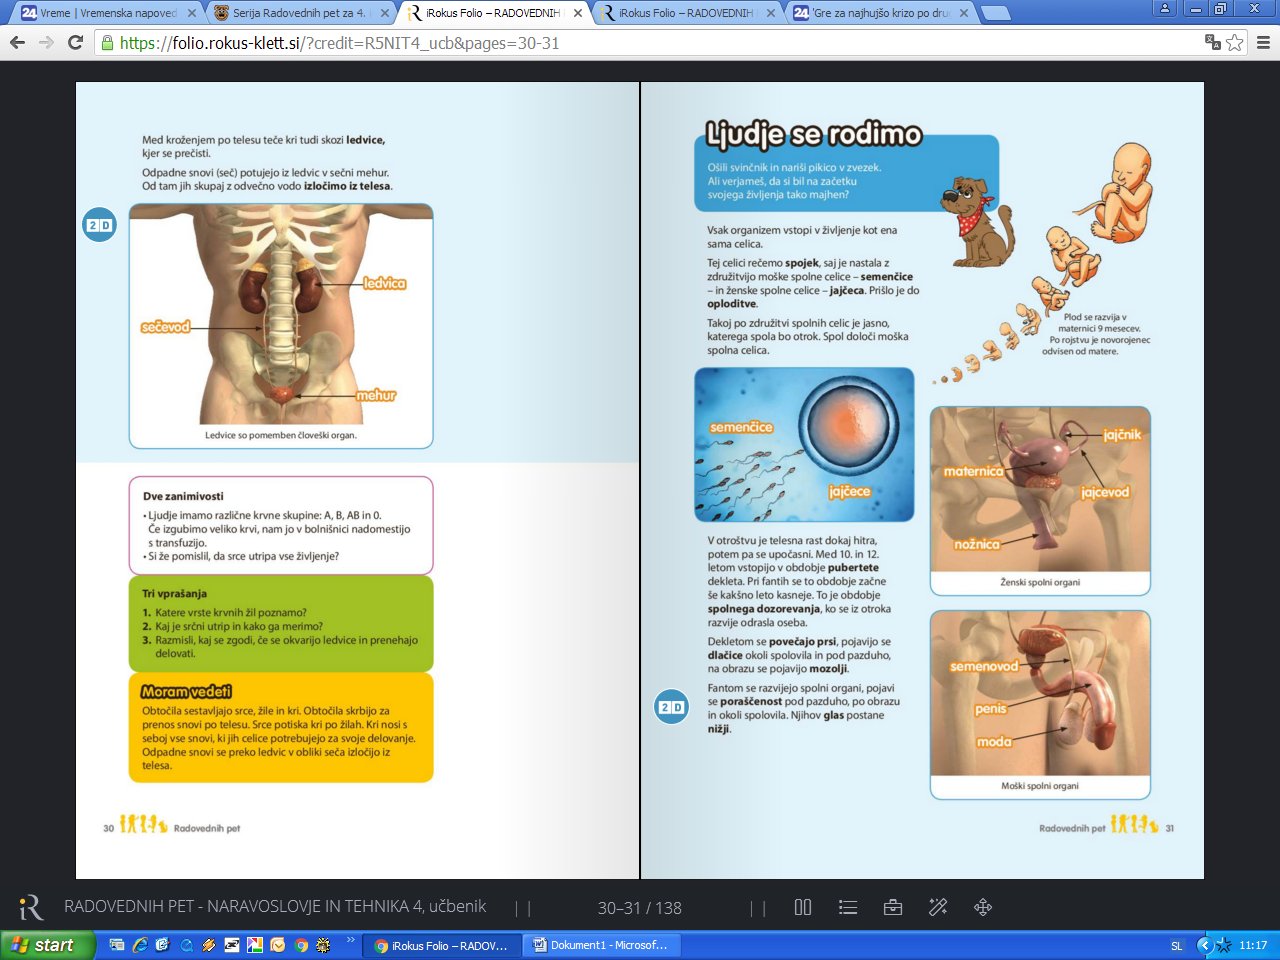 Vreme | Vremenska napoved
Serija Radovednih pet za 4.
iRokus Folio – RADOVEDNIH
iRokus Folio – RADOVEDNIH
'Gre za najhujšo krizo po dru
https://folio.rokus-klett.si/?credit=R5NIT4_ucb&pages=30-31
Med kroženjem po telesu teče kri tudi skozi ledvice,
kjer se prečisti.
Odpadne snovi (seč) potujejo iz ledvic v sečni mehur.
Od tam jih skupaj z odvečno vodo izločimo iz telesa.
2D
ledvica
sečevod
mehur
Ledvice so pomemben človeški organ.
Dve zanimivosti
• Ljudje imamo različne krvne skupine: A, B, AB in 0.
Če izgubimo veliko krvi, nam jo v bolnišnici nadomestijo
s transfuzijo.
• Si že pomislil, da srce utripa vse življenje?
Tri vprašanja
1. Katere vrste krvnih žil poznamo?
2. Kaj je srčni utrip in kako ga merimo?
3. Razmisli, kaj se zgodi, če se okvarijo ledvice in prenehajo
delovati.
Moram vedeti
Obtočila sestavljajo srce, žile in kri. Obtočila skrbijo za
prenos snovi po telesu. Srce potiska kri po žilah. Kri nosi s
seboj vse snovi, ki jih celice potrebujejo za svoje delovanje.
Odpadne snovi se preko ledvic v obliki seča izločijo iz
telesa.
30 Radovednih pet
Ljudje se rodimo
Ošili svinčnik in nariši pikico v zvezek.
Ali verjameš, da si bil na začetku
svojega življenja tako majhen?
Vsak organizem vstopi v življenje kot ena
sama celica.
Tej celici rečemo spojek, saj je nastala z
združitvijo moške spolne celice – semenčice
– in ženske spolne celice – jajčeca. Prišlo je do
oploditve.
Takoj po združitvi spolnih celic je jasno,
katerega spola bo otrok. Spol določi moška
spolna celica.
Plod se razvija v
maternici 9 mesecev.
Po rojstvu je novorojenec
odvisen od matere.
semenčice
jajčece
jajčnik
maternica
jajcevod
nožnica
Ženski spolni organi
V otroštvu je telesna rast dokaj hitra,
potem pa se upočasni. Med 10. in 12.
letom vstopijo v obdobje pubertete
dekleta. Pri fantih se to obdobje začne
še kakšno leto kasneje. To je obdobje
spolnega dozorevanja, ko se iz otroka
razvije odrasla oseba.
Dekletom se povečajo prsi, pojavijo se
dlačice okoli spolovila in pod pazduho,
na obrazu se pojavijo mozolji.
Fantom se razvijejo spolni organi, pojavi
se poraščenost pod pazduho, po obrazu
in okoli spolovila. Njihov glas postane
nižji.
2D
semenovod
penis
moda
Moški spolni organi
Radovednih pet 31
RADOVEDNIH PET - NARAVOSLOVJE IN TEHNIKA 4, učbenik
30–31 / 138
start
iRokus Folio – RADOV...
Dokument1 - Microsof...
SL
11:17